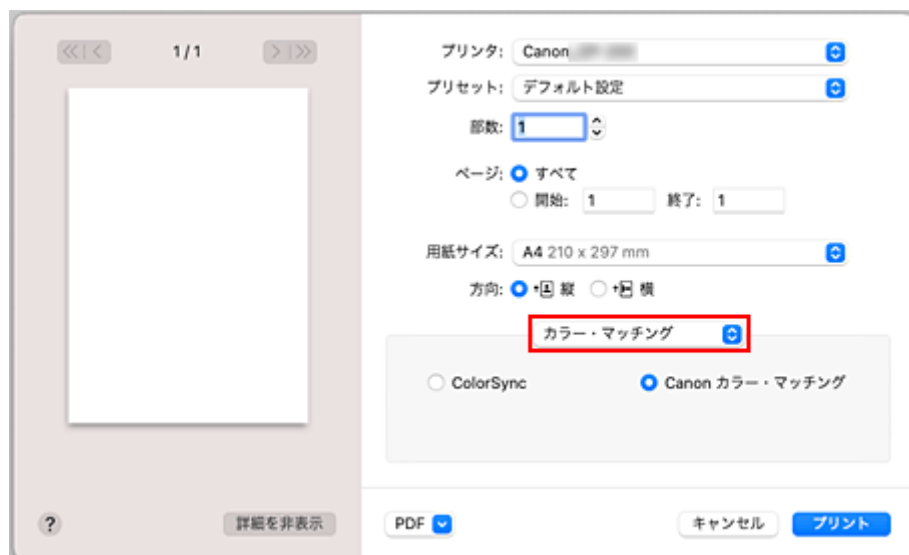 1/1
プリンタ: Canon
プリセット: デフォルト設定
部数: 1
ページ: すべて
開始: 1 終了: 1
用紙サイズ: A4 210 x 297 mm
方向: 縦 横
カラー・マッチング
ColorSync Canon カラー・マッチング
? 詳細を非表示 PDF キャンセル プリント